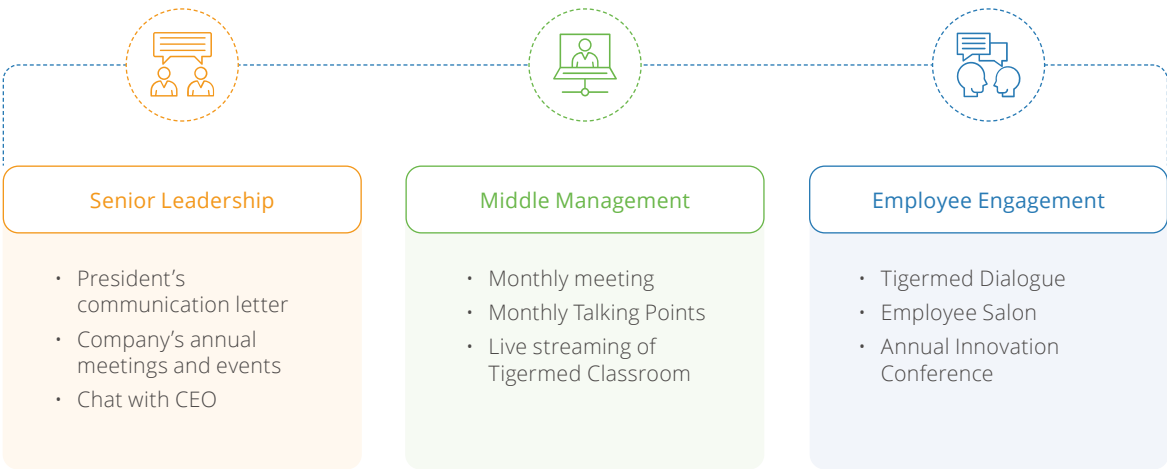 Senior Leadership
• President’s
communication letter
• Company’s annual
meetings and events
• Chat with CEO
Middle Management
• Monthly meeting
• Monthly Talking Points
• Live streaming of
Tigermed Classroom
Employee Engagement
• Tigermed Dialogue
• Employee Salon
• Annual Innovation
Conference